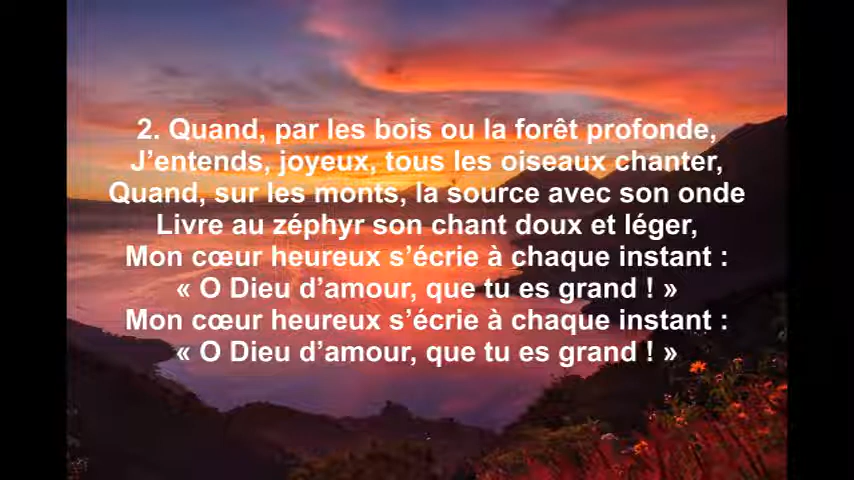 2. Quand, par les bois ou la forêt profonde,
J’entends, joyeux, tous les oiseaux chanter,
Quand, sur les monts, la source avec son onde
Livre au zéphyr son chant doux et léger,
Mon cœur heureux s’écrie à chaque instant :
« O Dieu d’amour, que tu es grand ! »
Mon cœur heureux s’écrie à chaque instant :
« O Dieu d’amour, que tu es grand ! »